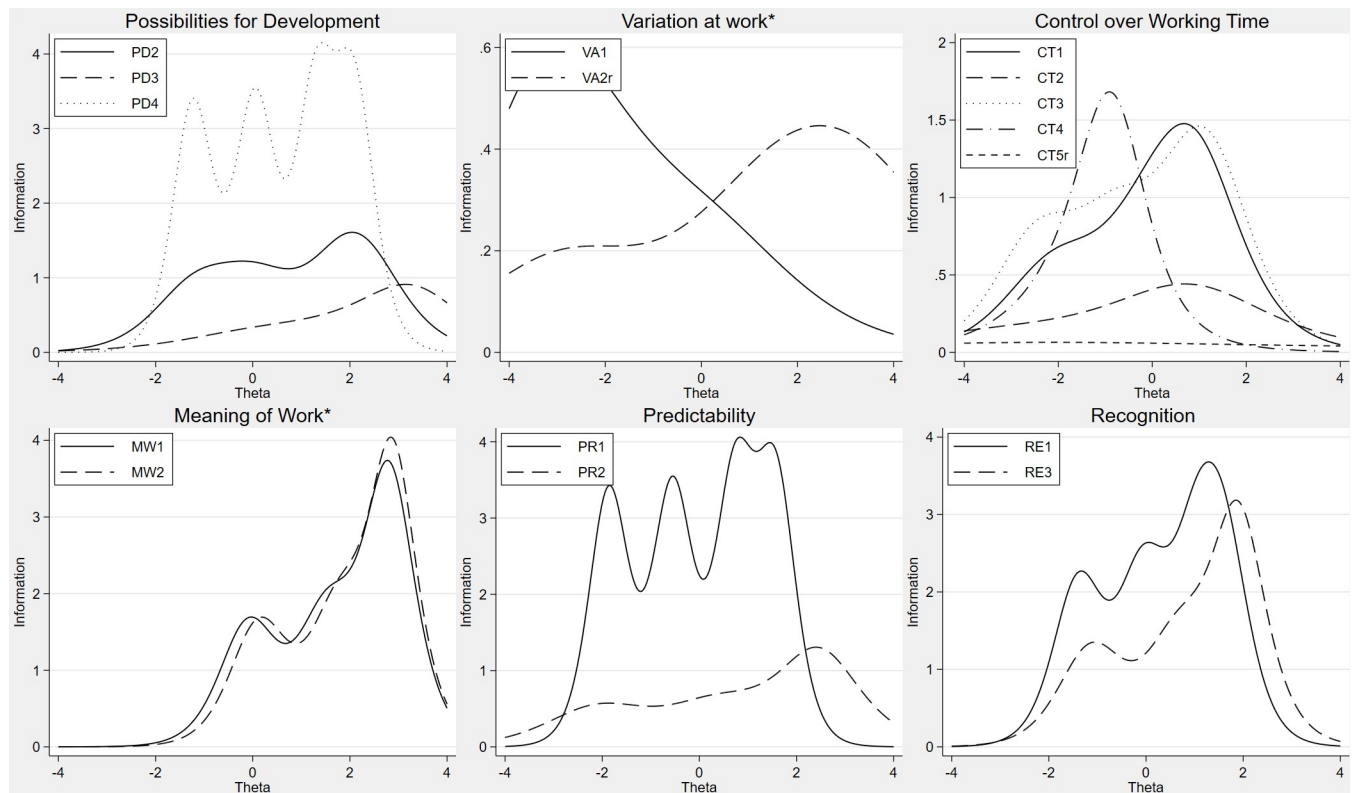 Possibilities for Development
PD2
PD3
PD4
Information
4
3
2
1
0
-4 -2 0 2 4
Theta
Variation at work*
VA1
VA2r
Information
.6
.4
.2
0
-4 -2 0 2 4
Theta
Control over Working Time
CT1
CT2
CT3
CT4
CT5r
Information
2
1.5
1
.5
0
-4 -2 0 2 4
Theta
Meaning of Work*
MW1
MW2
Information
4
3
2
1
0
-4 -2 0 2 4
Theta
Predictability
PR1
PR2
Information
4
3
2
1
0
-4 -2 0 2 4
Theta
Recognition
RE1
RE3
Information
4
3
2
1
0
-4 -2 0 2 4
Theta